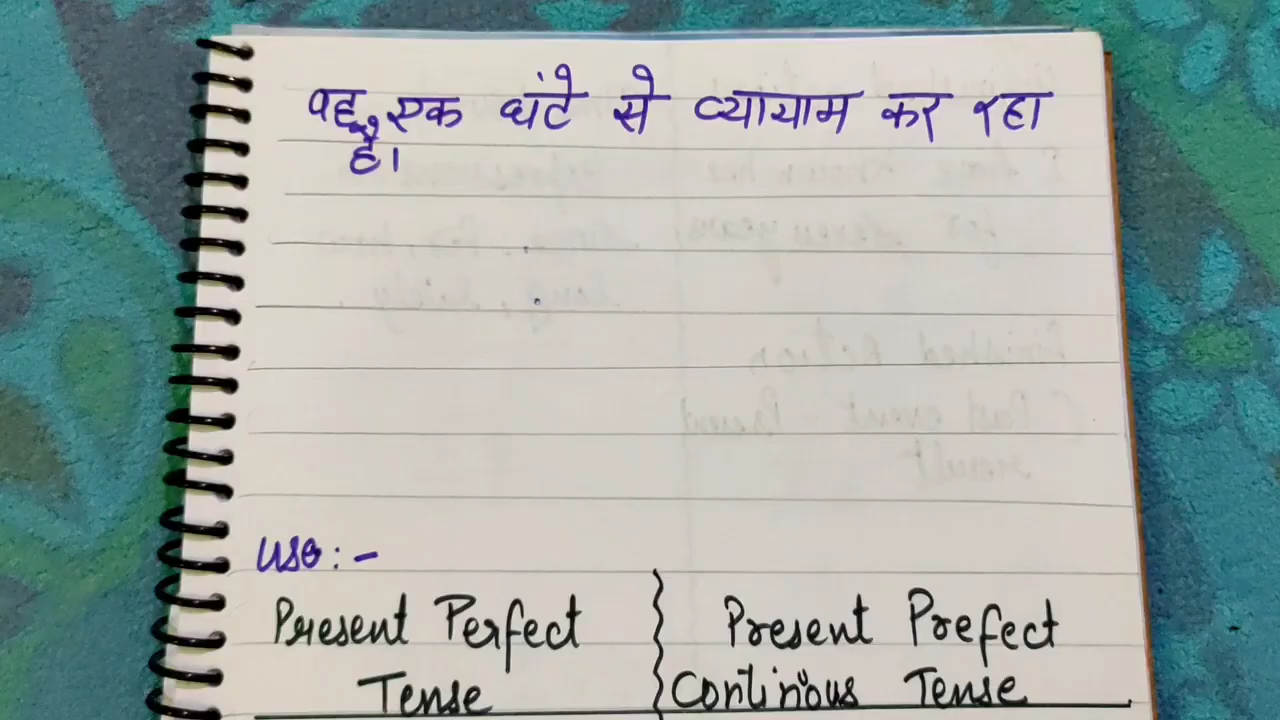 वह एक घंटे से व्यायाम कर रहा
है।
use :-
Present Perfect
Tense
Present Prefect
Continous Tense